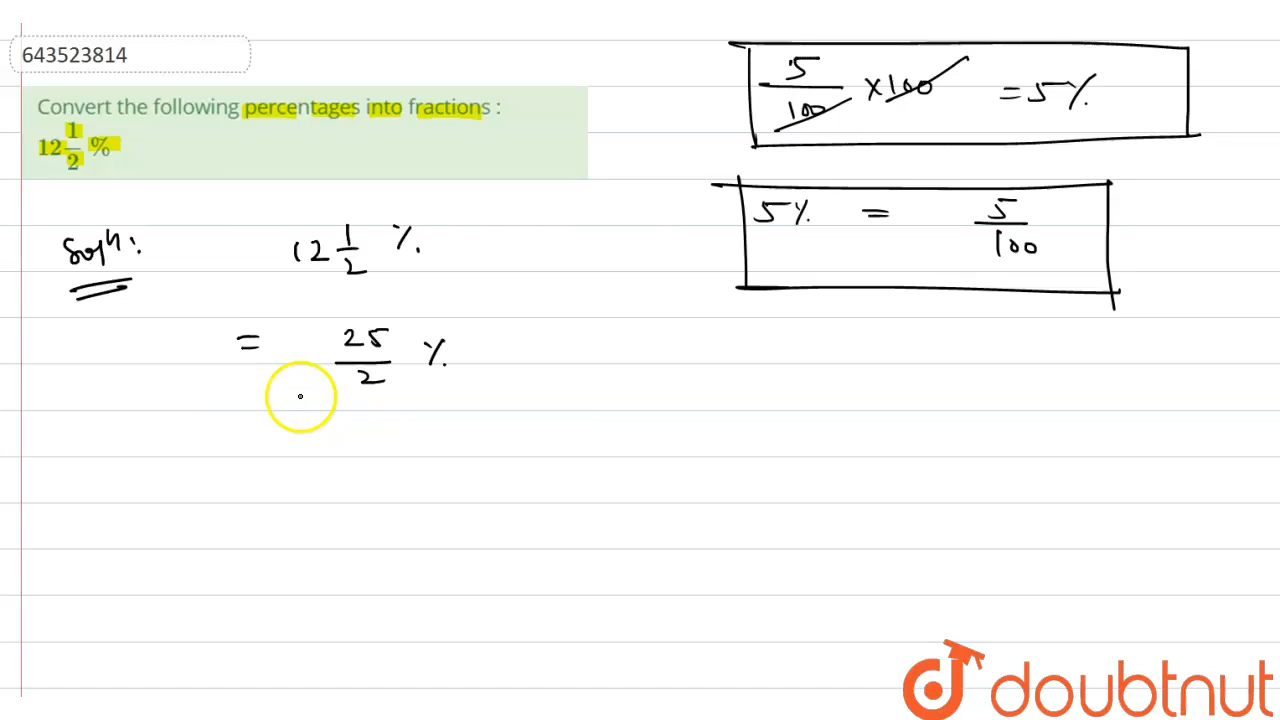 643523814
Convert the following percentages into fractions :
12 1/2 %
5/100 ×100 = 5%
5% = 5/100
Solⁿ:
12 1/2 %
= 25/2 %
doubtnut